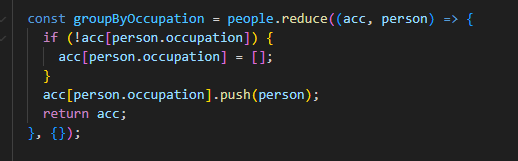 const groupByOccupation = people.reduce((acc, person) => {
  if (!acc[person.occupation]) {
    acc[person.occupation] = [];
  }
  acc[person.occupation].push(person);
  return acc;
}, {});